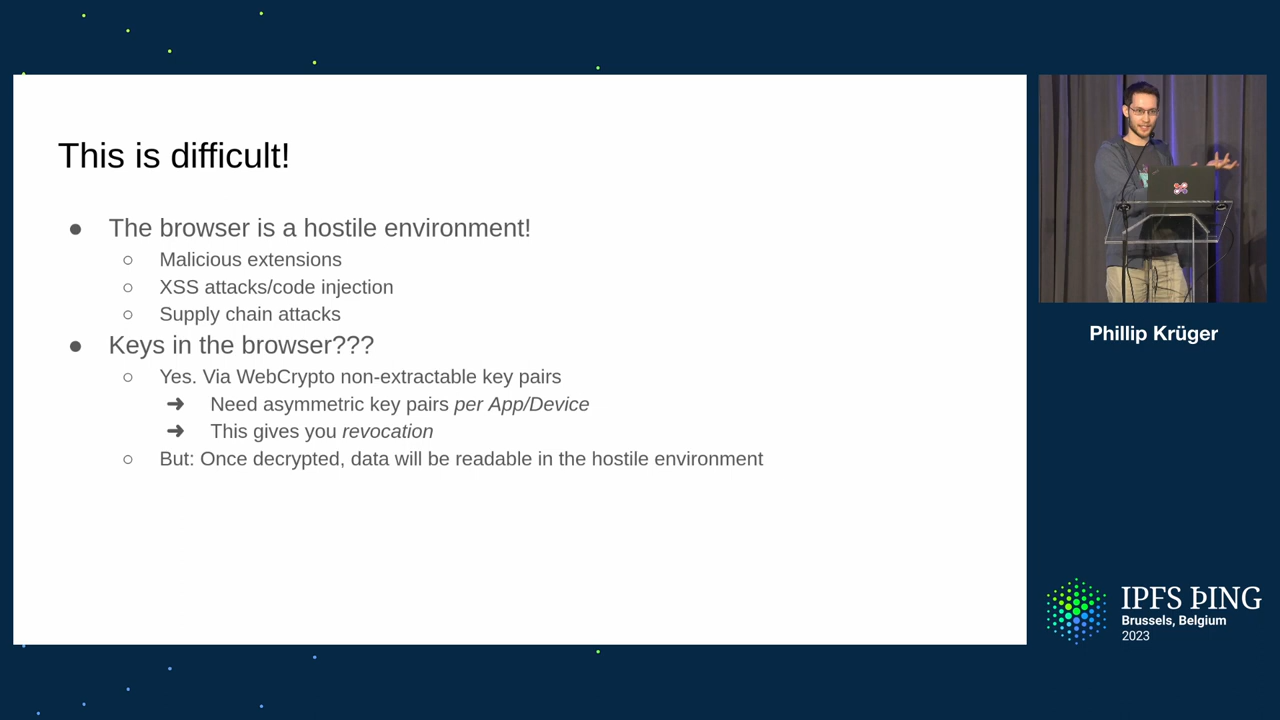 This is difficult!
● The browser is a hostile environment!
○ Malicious extensions
○ XSS attacks/code injection
○ Supply chain attacks
● Keys in the browser???
○ Yes. Via WebCrypto non-extractable key pairs
➜ Need asymmetric key pairs per App/Device
➜ This gives you revocation
○ But: Once decrypted, data will be readable in the hostile environment
Phillip Krüger
IPFS ÞING
Brussels, Belgium
2023